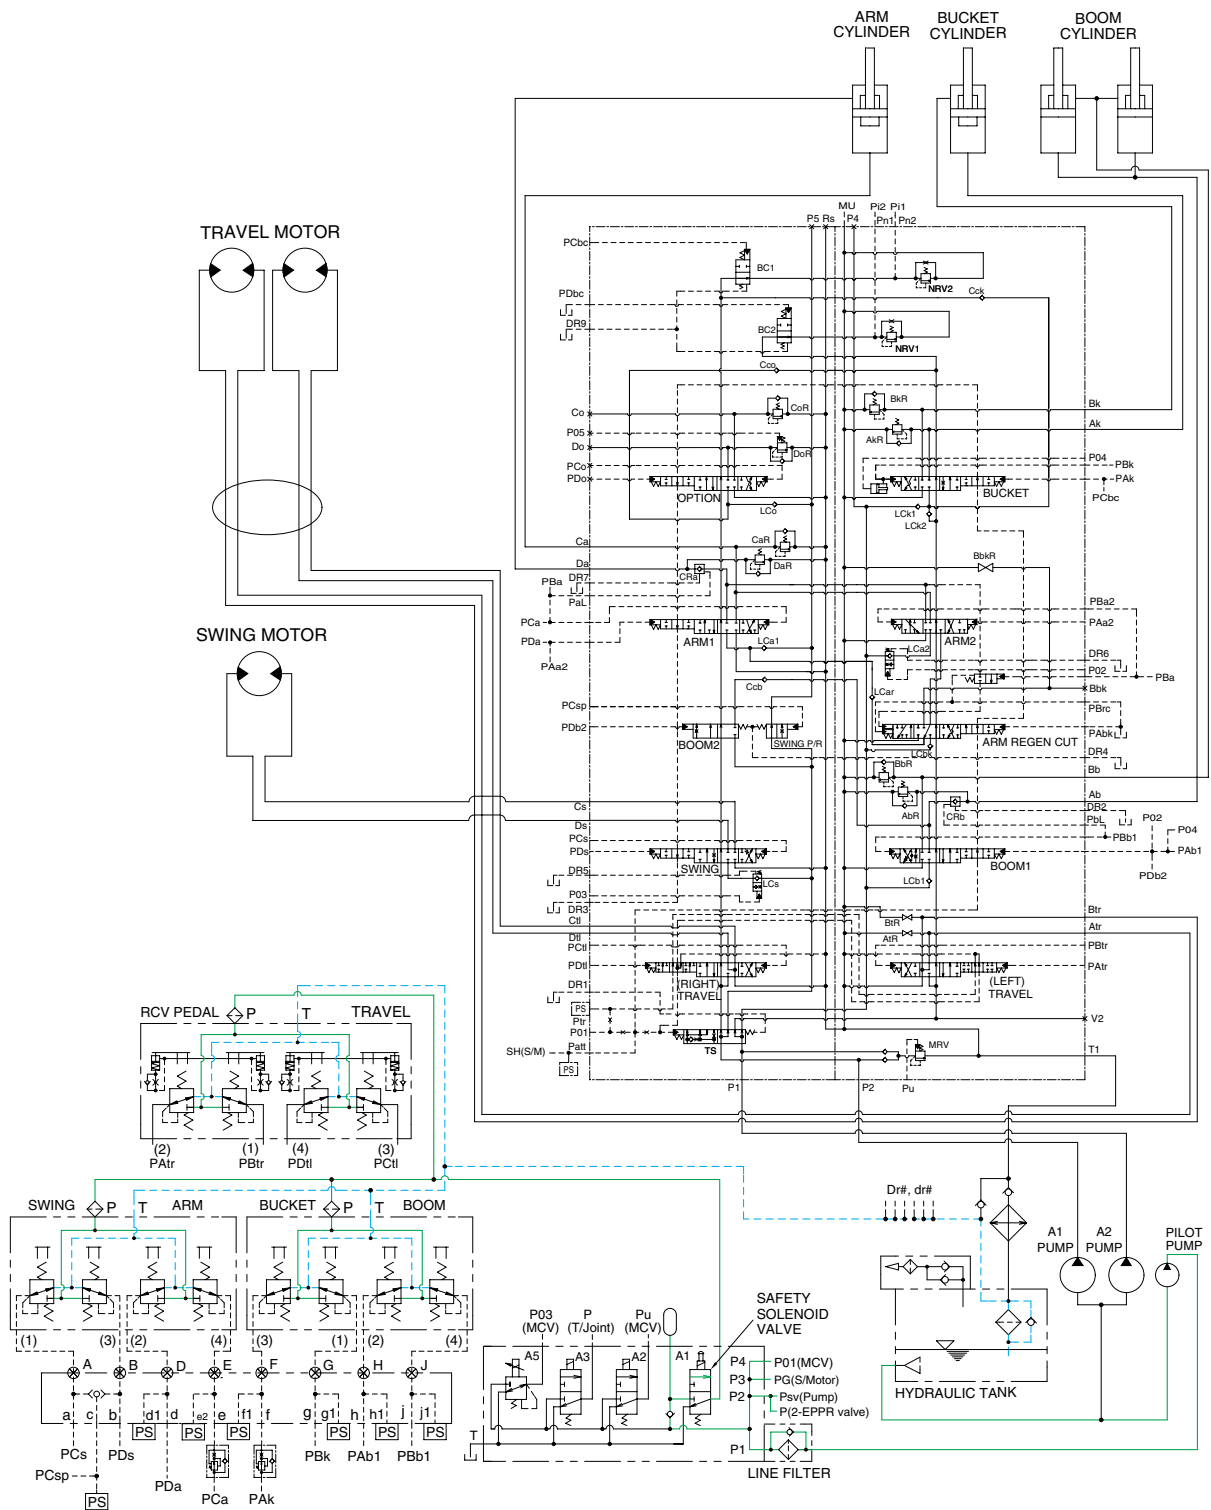 ARM
CYLINDER
BUCKET
CYLINDER
BOOM
CYLINDER
TRAVEL MOTOR
SWING MOTOR
P5 Rs
MU
P4
Pi2 Pi1
Pn1 Pn2
PCbc
BC1
NRV2
Cck
PDbc
DR9
BC2
NRV1
Cco
Co
CoR
BkR
Bk
P05
Do
DoR
AkR
Ak
PCo
PDo
OPTION
BUCKET
P04
PBk
PAk
PCbc
LCo
LCk1
LCk2
Ca
CaR
Da
DaR
BbkR
DR7
CRa
PBa
PaL
PCa
PDa
PAa2
ARM1
ARM2
PBa2
PAa2
LCa1
LCa2
DR6
P02
PBa
Ccb
LCar
Bbk
PCsp
PDb2
BOOM2
SWING P/R
ARM REGEN CUT
PBrc
PAbk
LCbk
DR4
BbR
Bb
Ab
AbR
CRb
DR2
PbL
Cs
Ds
PCs
PDs
SWING
BOOM1
PBb1
P02
P04
PAb1
PDb2
DR5
LCs
LCb1
P03
DR3
Ctl
Dtl
PCtl
PDtl
BtR
AtR
Btr
Atr
PBtr
PAtr
(RIGHT)
TRAVEL
(LEFT)
TRAVEL
DR1
PS
Ptr
P01
Patt
SH(S/M)
PS
TS
MRV
V2
T1
P1
P2
Pu
RCV PEDAL
P
T
TRAVEL
(2)
(1)
(4)
(3)
PAtr
PBtr
PDtl
PCtl
SWING
P
T
ARM
BUCKET
P
T
BOOM
(1)
(3)
(2)
(4)
(3)
(1)
(2)
(4)
A
B
D
E
F
G
H
J
a
c
b
d1
d
e2
e
f1
f
g
g1
h
h1
j
j1
PS
PS
PS
PS
PS
PS
PCs
PDs
PCsp
PS
PDa
PCa
PAk
PBk
PAb1
PBb1
P03
(MCV)
P
(T/Joint)
Pu
(MCV)
SAFETY
SOLENOID
VALVE
A5
A3
A2
A1
P4
P01(MCV)
P3
PG(S/Motor)
P2
Psv(Pump)
P(2-EPPR valve)
T
P1
LINE FILTER
Dr#, dr#
A1
PUMP
A2
PUMP
PILOT
PUMP
HYDRAULIC TANK